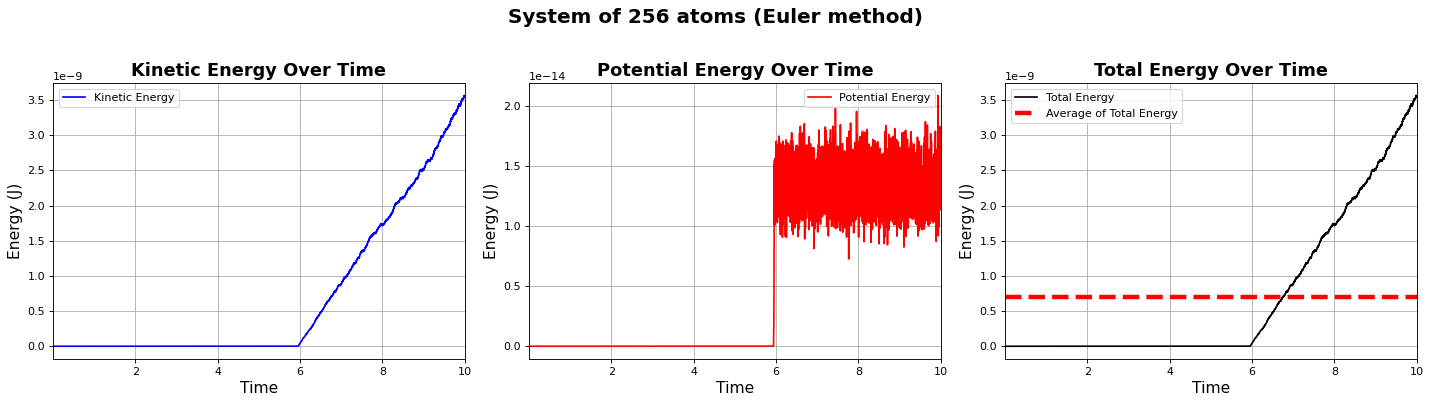 System of 256 atoms (Euler method)
Kinetic Energy Over Time
1e−9
Kinetic Energy
3.5
3.0
2.5
2.0
1.5
1.0
0.5
0.0
Energy (J)
2 4 6 8 10
Time
Potential Energy Over Time
1e−14
Potential Energy
2.0
1.5
1.0
0.5
0.0
Energy (J)
2 4 6 8 10
Time
Total Energy Over Time
1e−9
Total Energy
Average of Total Energy
3.5
3.0
2.5
2.0
1.5
1.0
0.5
0.0
Energy (J)
2 4 6 8 10
Time